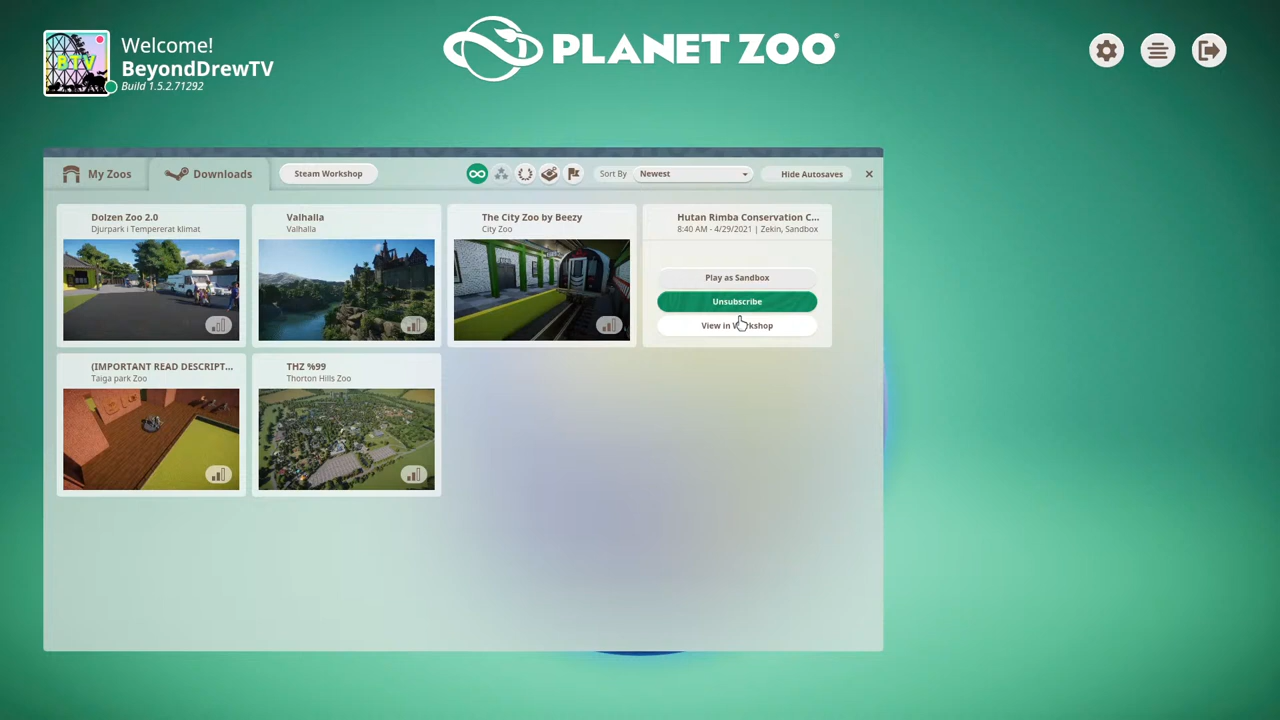 Welcome!
BeyondDrewTV
Build 1.5.2.71292
PTV
PLANET ZOO
My Zoos
Downloads
Steam Workshop
Sort By
Newest
Hide Autosaves
Dolzen Zoo 2.0
Djurpark i Tempererat klimat
Valhalla
Valhalla
The City Zoo by Beezy
City Zoo
Hutan Rimba Conservation C...
8:40 AM - 4/29/2021 | Zekin, Sandbox
Play as Sandbox
Unsubscribe
View in Workshop
(IMPORTANT READ DESCRIPT...
Taiga park Zoo
THZ %99
Thorton Hills Zoo